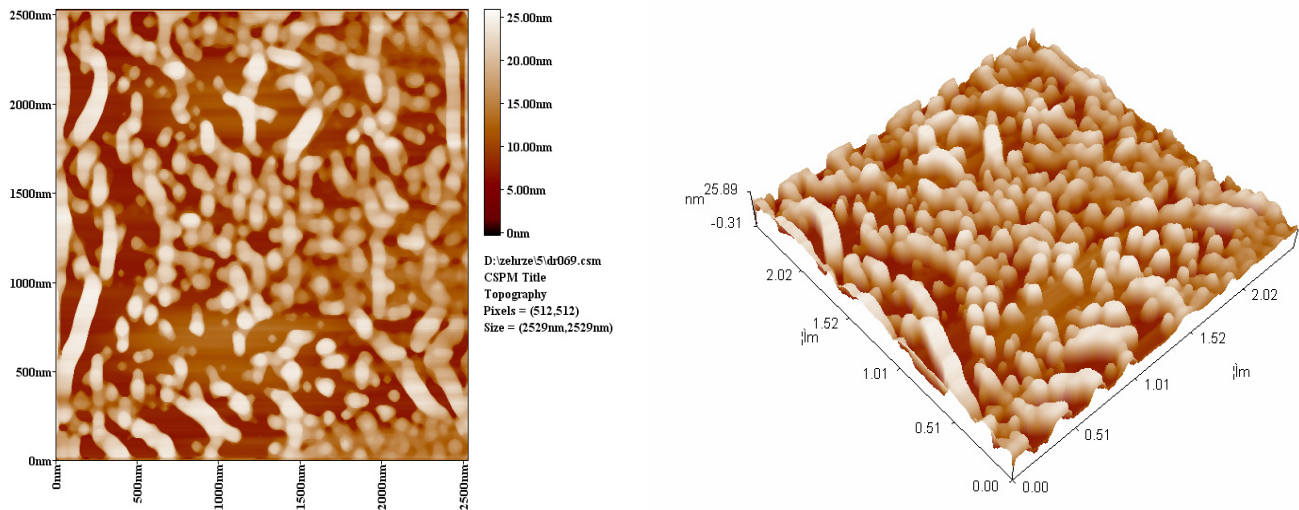 2500nm
2000nm
1500nm
1000nm
500nm
0nm
0nm
500nm
1000nm
1500nm
2000nm
2500nm
25.00nm
20.00nm
15.00nm
10.00nm
5.00nm
0nm
D:\zehrze\5\dr069.csm
CSPM Title
Topography
Pixels = (512,512)
Size = (2529nm,2529nm)
nm 25.89
-0.31
2.02
1.52
¦Ìm
1.01
0.51
0.00
0.00
0.51
1.01
¦Ìm
1.52
2.02